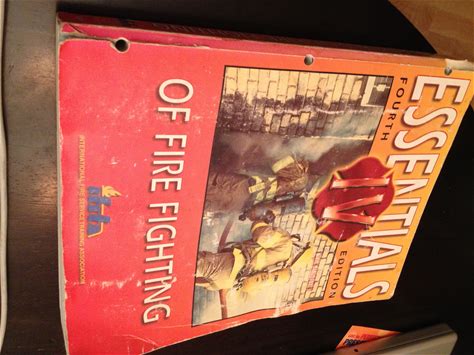 ESSENTIALS
IV
FOURTH
EDITION
OF FIRE FIGHTING
ifsta
INTERNATIONAL FIRE SERVICE TRAINING ASSOCIATION